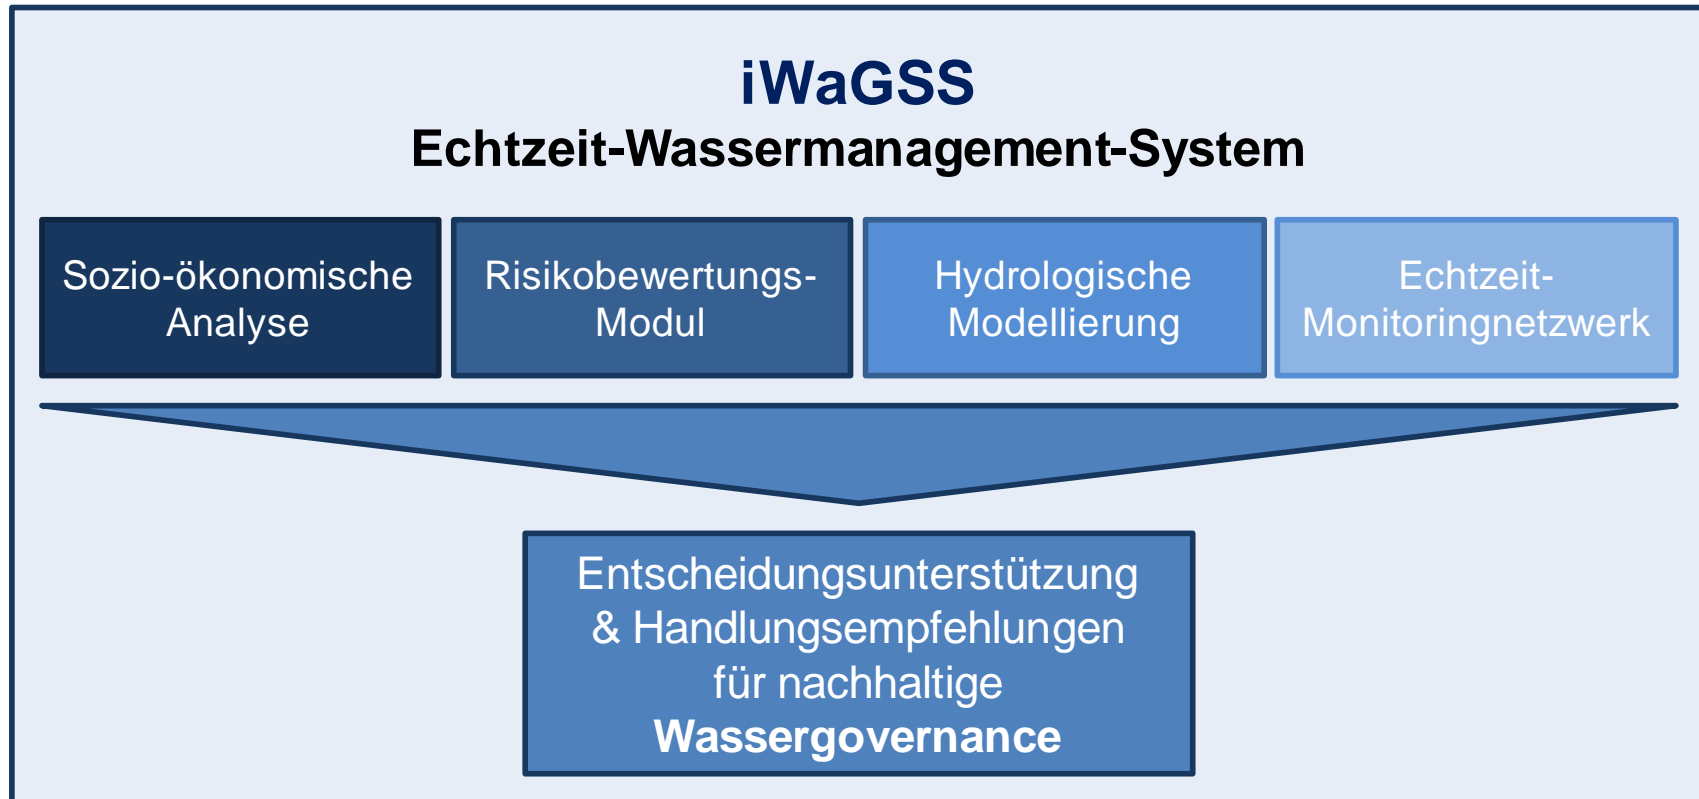 iWaGSS
Echtzeit-Wassermanagement-System
Sozio-ökonomische
Analyse
Risikobewertungs-
Modul
Hydrologische
Modellierung
Echtzeit-
Monitoringnetzwerk
Entscheidungsunterstützung
& Handlungsempfehlungen
für nachhaltige
Wassergovernance